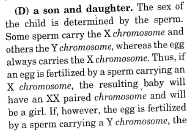 (D) a son and daughter. The sex of
the child is determined by the sperm.
Some sperm carry the X chromosome and
others the Y chromosome, whereas the egg
always carries the X chromosome. Thus, if
an egg is fertilized by a sperm carrying an
X chromosome, the resulting baby will
have an XX paired chromosome and will
be a girl. If, however, the egg is fertilized
by a sperm carrying a Y chromosome, the